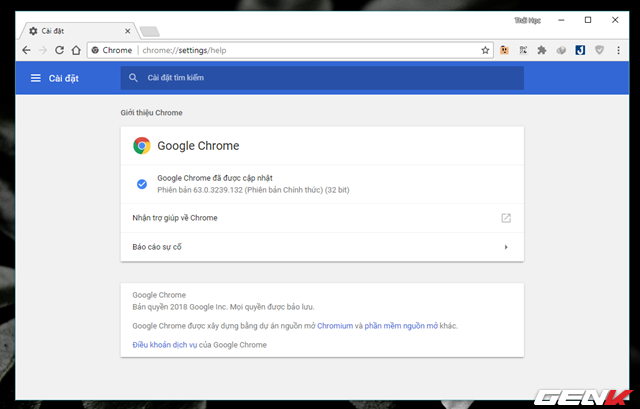 Thái Học
Cài đặt
Chrome | chrome://settings/help
Cài đặt
Cài đặt tìm kiếm
Giới thiệu Chrome
Google Chrome
Google Chrome đã được cập nhật
Phiên bản 63.0.3239.132 (Phiên bản Chính thức) (32 bit)
Nhận trợ giúp về Chrome
Báo cáo sự cố
Google Chrome
Bản quyền 2018 Google Inc. Mọi quyền được bảo lưu.
Google Chrome được xây dựng bằng dự án nguồn mở Chromium và phần mềm nguồn mở khác.
Điều khoản dịch vụ của Google Chrome
GENK